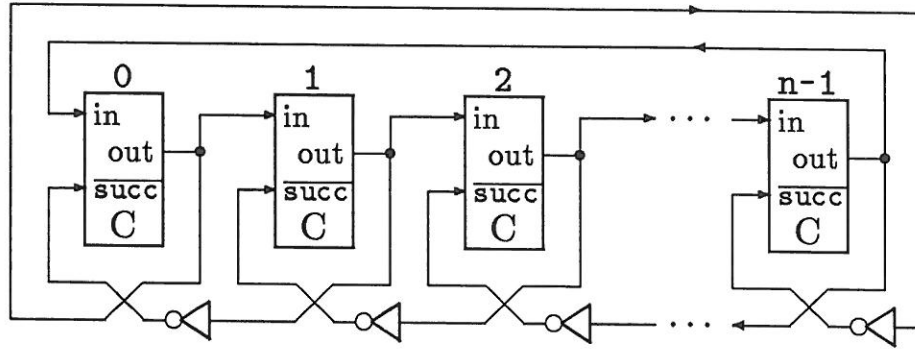 0 1 2 n-1
in in in · · · in
out out out out
succ succ succ succ
C C C C
· · ·